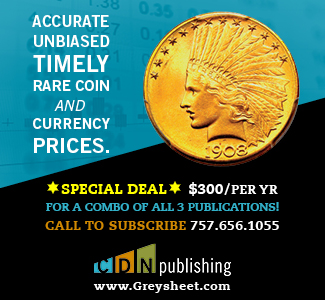 ACCURATE
UNBIASED
TIMELY
RARE COIN
AND
CURRENCY
PRICES.
1908
SPECIAL DEAL $300/PER YR
FOR A COMBO OF ALL 3 PUBLICATIONS!
CALL TO SUBSCRIBE 757.656.1055
CDN publishing
www.Greysheet.com